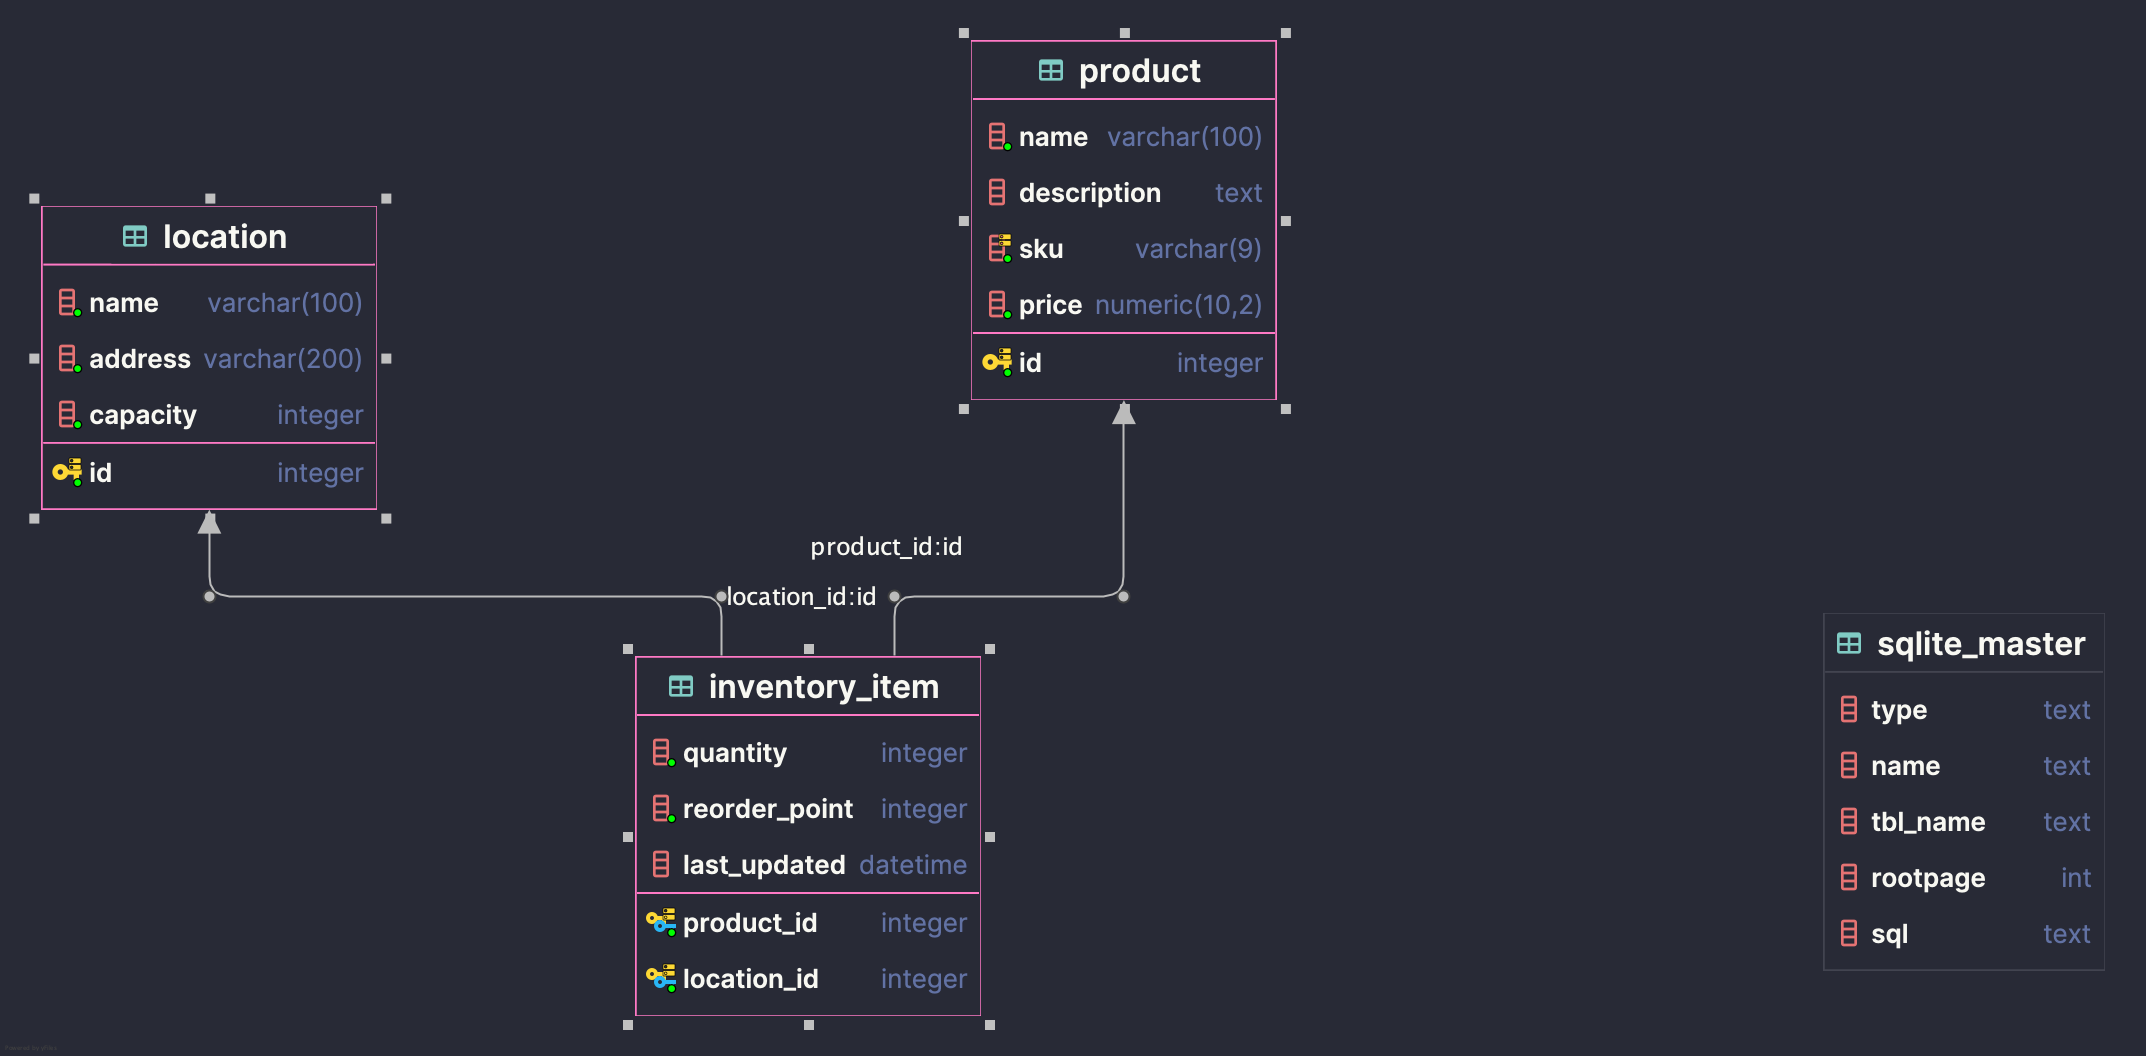 product
name varchar(100)
description text
sku varchar(9)
price numeric(10,2)
id integer
location
name varchar(100)
address varchar(200)
capacity integer
id integer
product_id:id
location_id:id
inventory_item
quantity integer
reorder_point integer
last_updated datetime
product_id integer
location_id integer
sqlite_master
type text
name text
tbl_name text
rootpage int
sql text